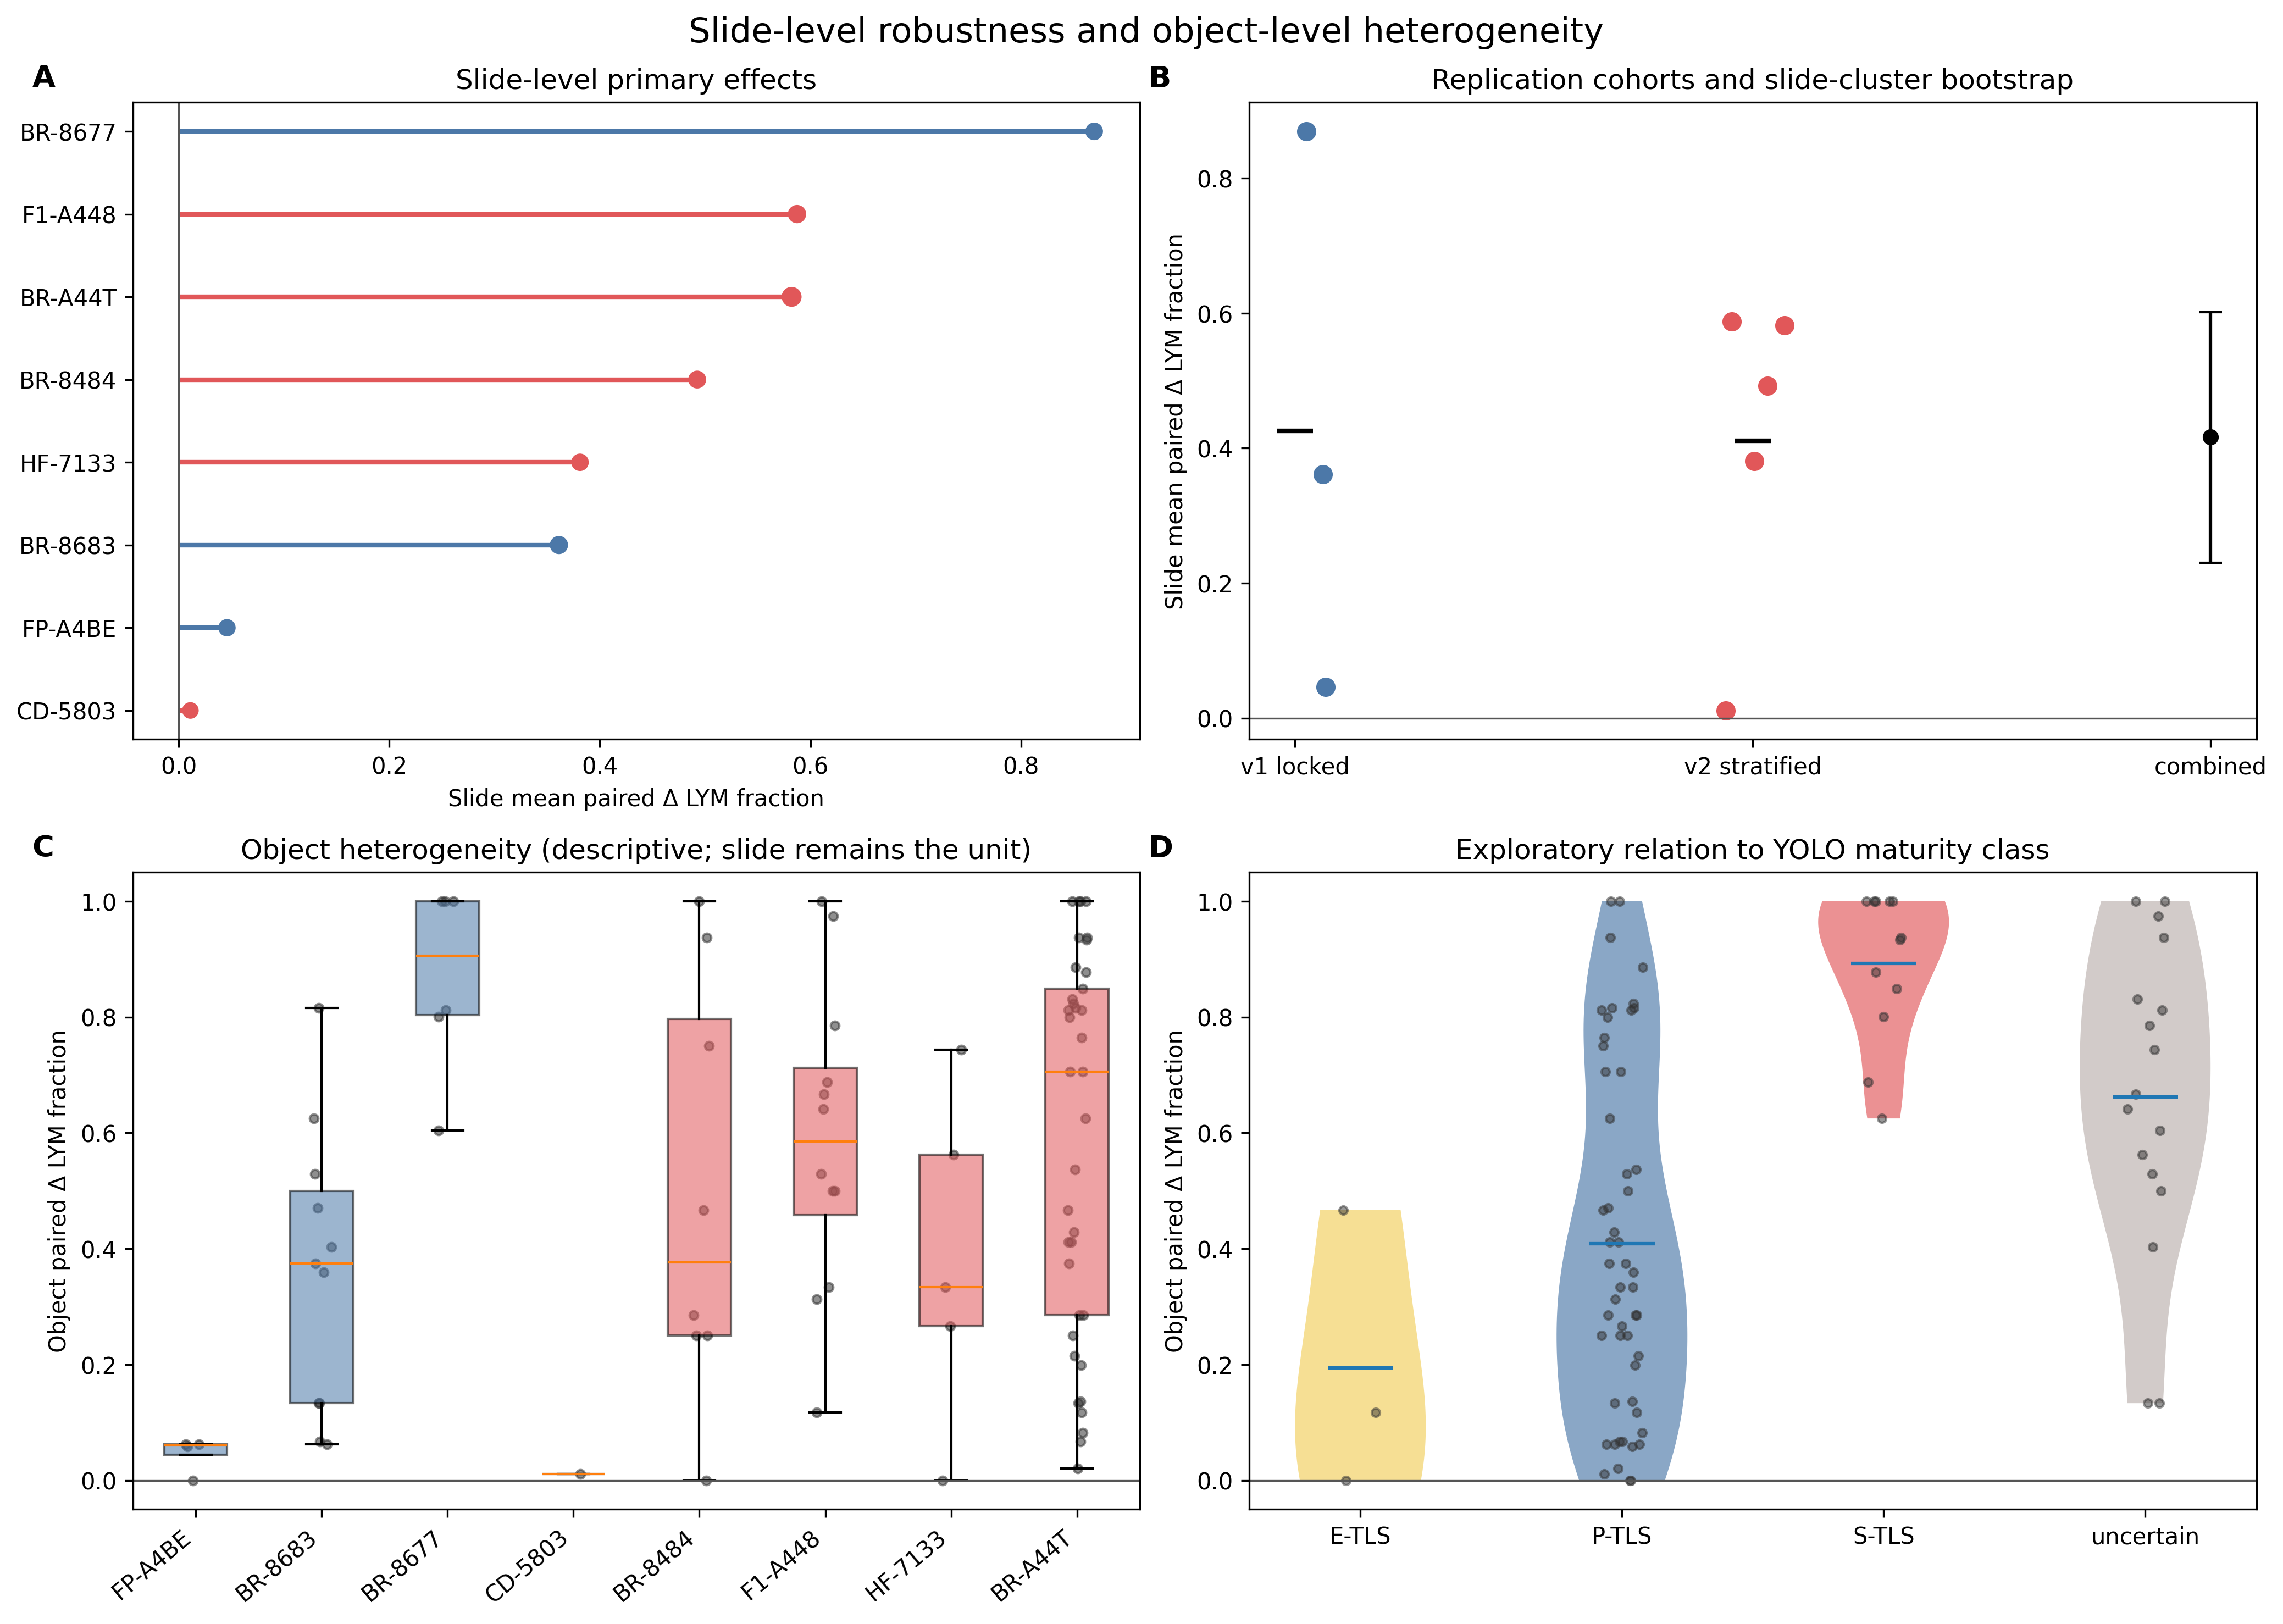 Slide-level robustness and object-level heterogeneity
A
Slide-level primary effects
BR-8677
F1-A448
BR-A44T
BR-8484
HF-7133
BR-8683
FP-A4BE
CD-5803
0.0 0.2 0.4 0.6 0.8
Slide mean paired Δ LYM fraction
B
Replication cohorts and slide-cluster bootstrap
Slide mean paired Δ LYM fraction
0.8
0.6
0.4
0.2
0.0
v1 locked v2 stratified combined
C
Object heterogeneity (descriptive; slide remains the unit)
Object paired Δ LYM fraction
1.0
0.8
0.6
0.4
0.2
0.0
FP-A4BE BR-8683 BR-8677 CD-5803 BR-8484 F1-A448 HF-7133 BR-A44T
D
Exploratory relation to YOLO maturity class
Object paired Δ LYM fraction
1.0
0.8
0.6
0.4
0.2
0.0
E-TLS P-TLS S-TLS uncertain